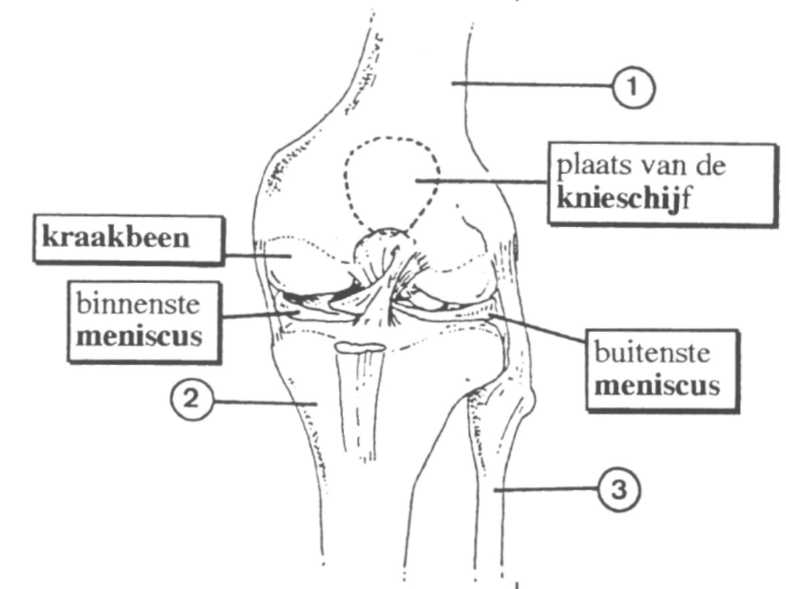 1
plaats van de
knieschijf
kraakbeen
binnenste
meniscus
buitenste
meniscus
2
3